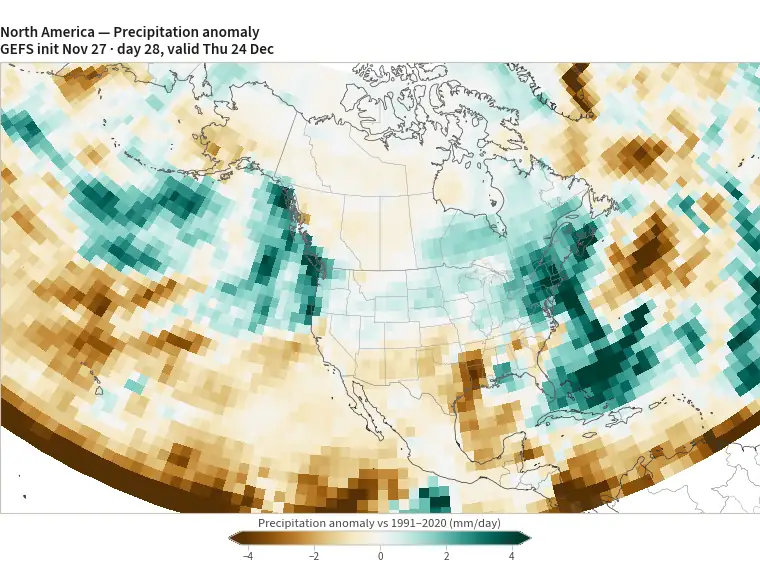 North America — Precipitation anomaly
GEFS init Nov 27 · day 28, valid Thu 24 Dec
Precipitation anomaly vs 1991–2020 (mm/day)
−4 −2 0 2 4